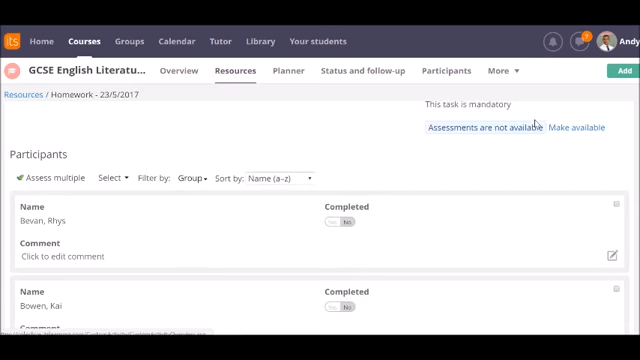 its Home Courses Groups Calendar Tutor Library Your students 7 Andy
GCSE English Literatu... Overview Resources Planner Status and follow-up Participants More Add
Resources / Homework - 23/5/2017
This task is mandatory
Assessments are not available Make available
Participants
Assess multiple Select Filter by: Group Sort by: Name (a-z)
Name Completed
Bevan, Rhys Yes No
Comment
Click to edit comment
Name Completed
Bowen, Kai Yes No
Comment